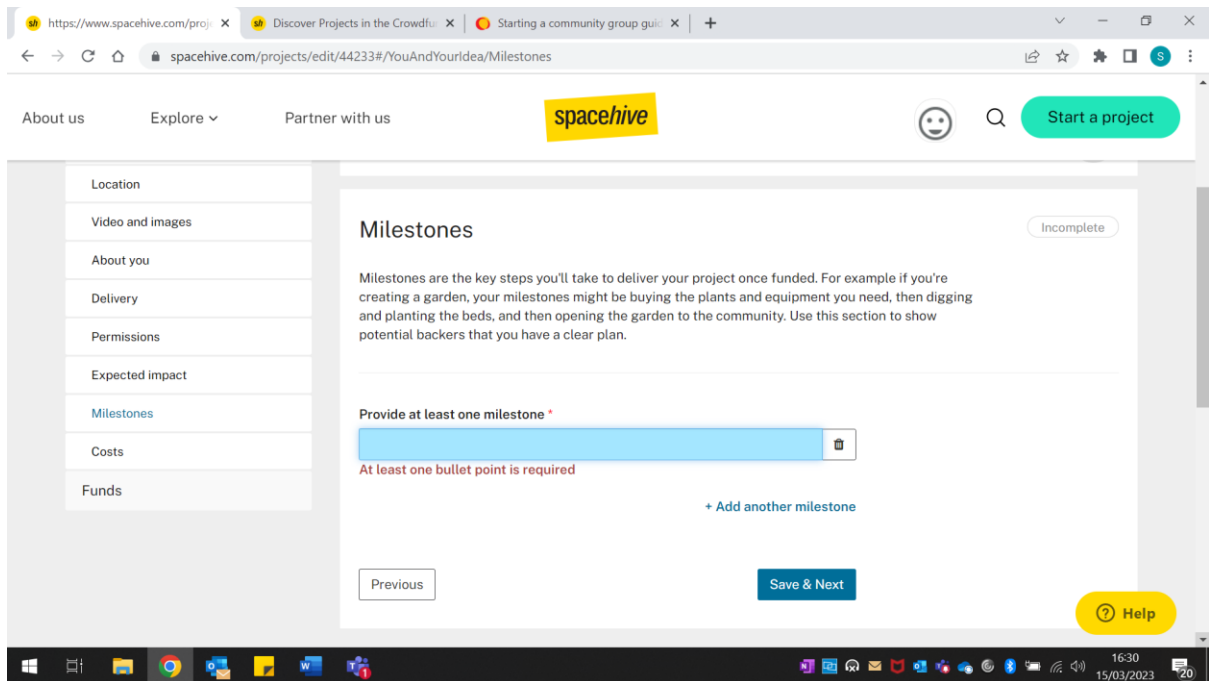 https://www.spacehive.com/proj
Discover Projects in the Crowdfu
Starting a community group guid
spacehive.com/projects/edit/44233#/YouAndYourIdea/Milestones
S
About us
Explore
Partner with us
spacehive
Start a project
Location
Video and images
About you
Delivery
Permissions
Expected impact
Milestones
Costs
Funds
Milestones
Incomplete
Milestones are the key steps you'll take to deliver your project once funded. For example if you're
creating a garden, your milestones might be buying the plants and equipment you need, then digging
and planting the beds, and then opening the garden to the community. Use this section to show
potential backers that you have a clear plan.
Provide at least one milestone *
At least one bullet point is required
+ Add another milestone
Previous
Save & Next
? Help
16:30
15/03/2023
20